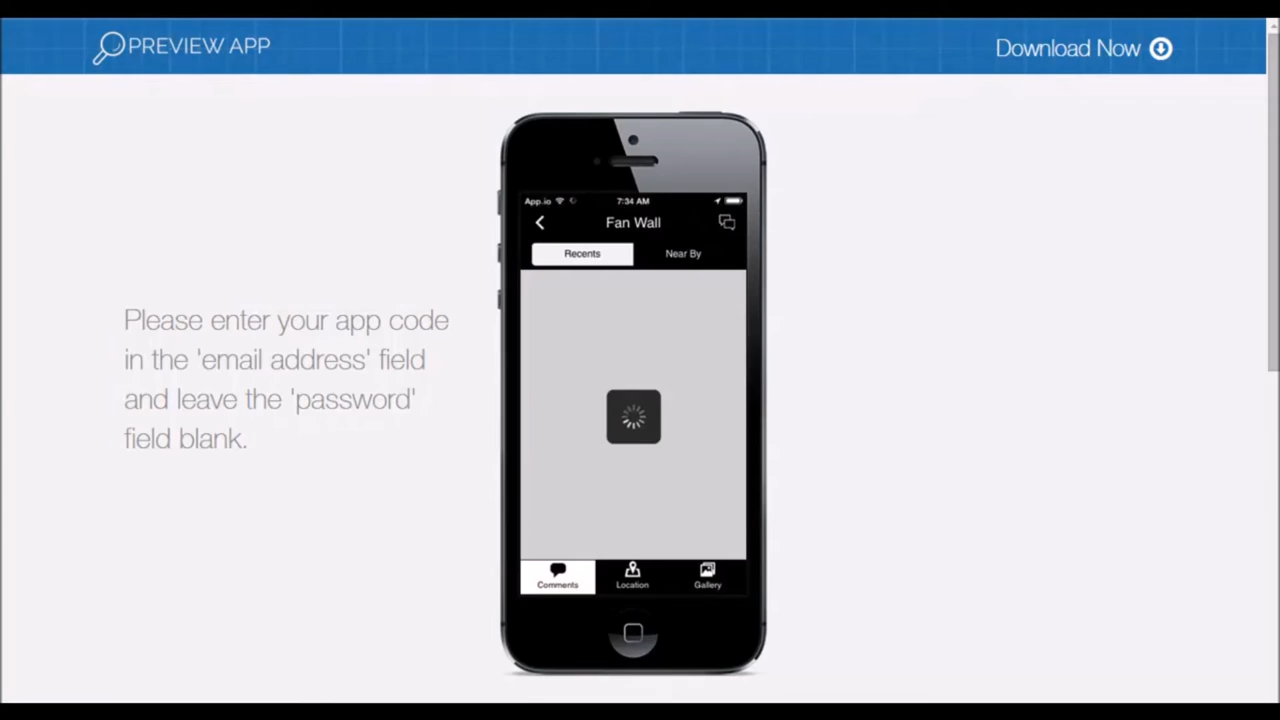 PREVIEW APP
Download Now
App.io
7:34 AM
Fan Wall
Recents
Near By
Please enter your app code
in the 'email address' field
and leave the 'password'
field blank.
Comments
Location
Gallery